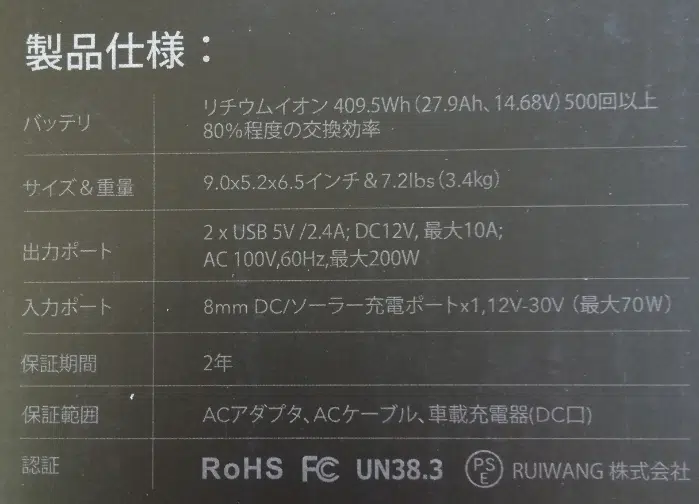 製品仕様：
バッテリ
リチウムイオン 409.5Wh (27.9Ah、14.68V) 500回以上
80%程度の交換効率
サイズ＆重量
9.0x5.2x6.5インチ＆7.2lbs (3.4kg)
出力ポート
2 x USB 5V /2.4A; DC12V, 最大10A;
AC 100V,60Hz,最大200W
入力ポート
8mm DC/ソーラー充電ポートx1,12V-30V（最大70W）
保証期間
2年
保証範囲
ACアダプタ、ACケーブル、車載充電器(DC口)
認証
RoHS FC UN38.3 PSE RUIWANG 株式会社